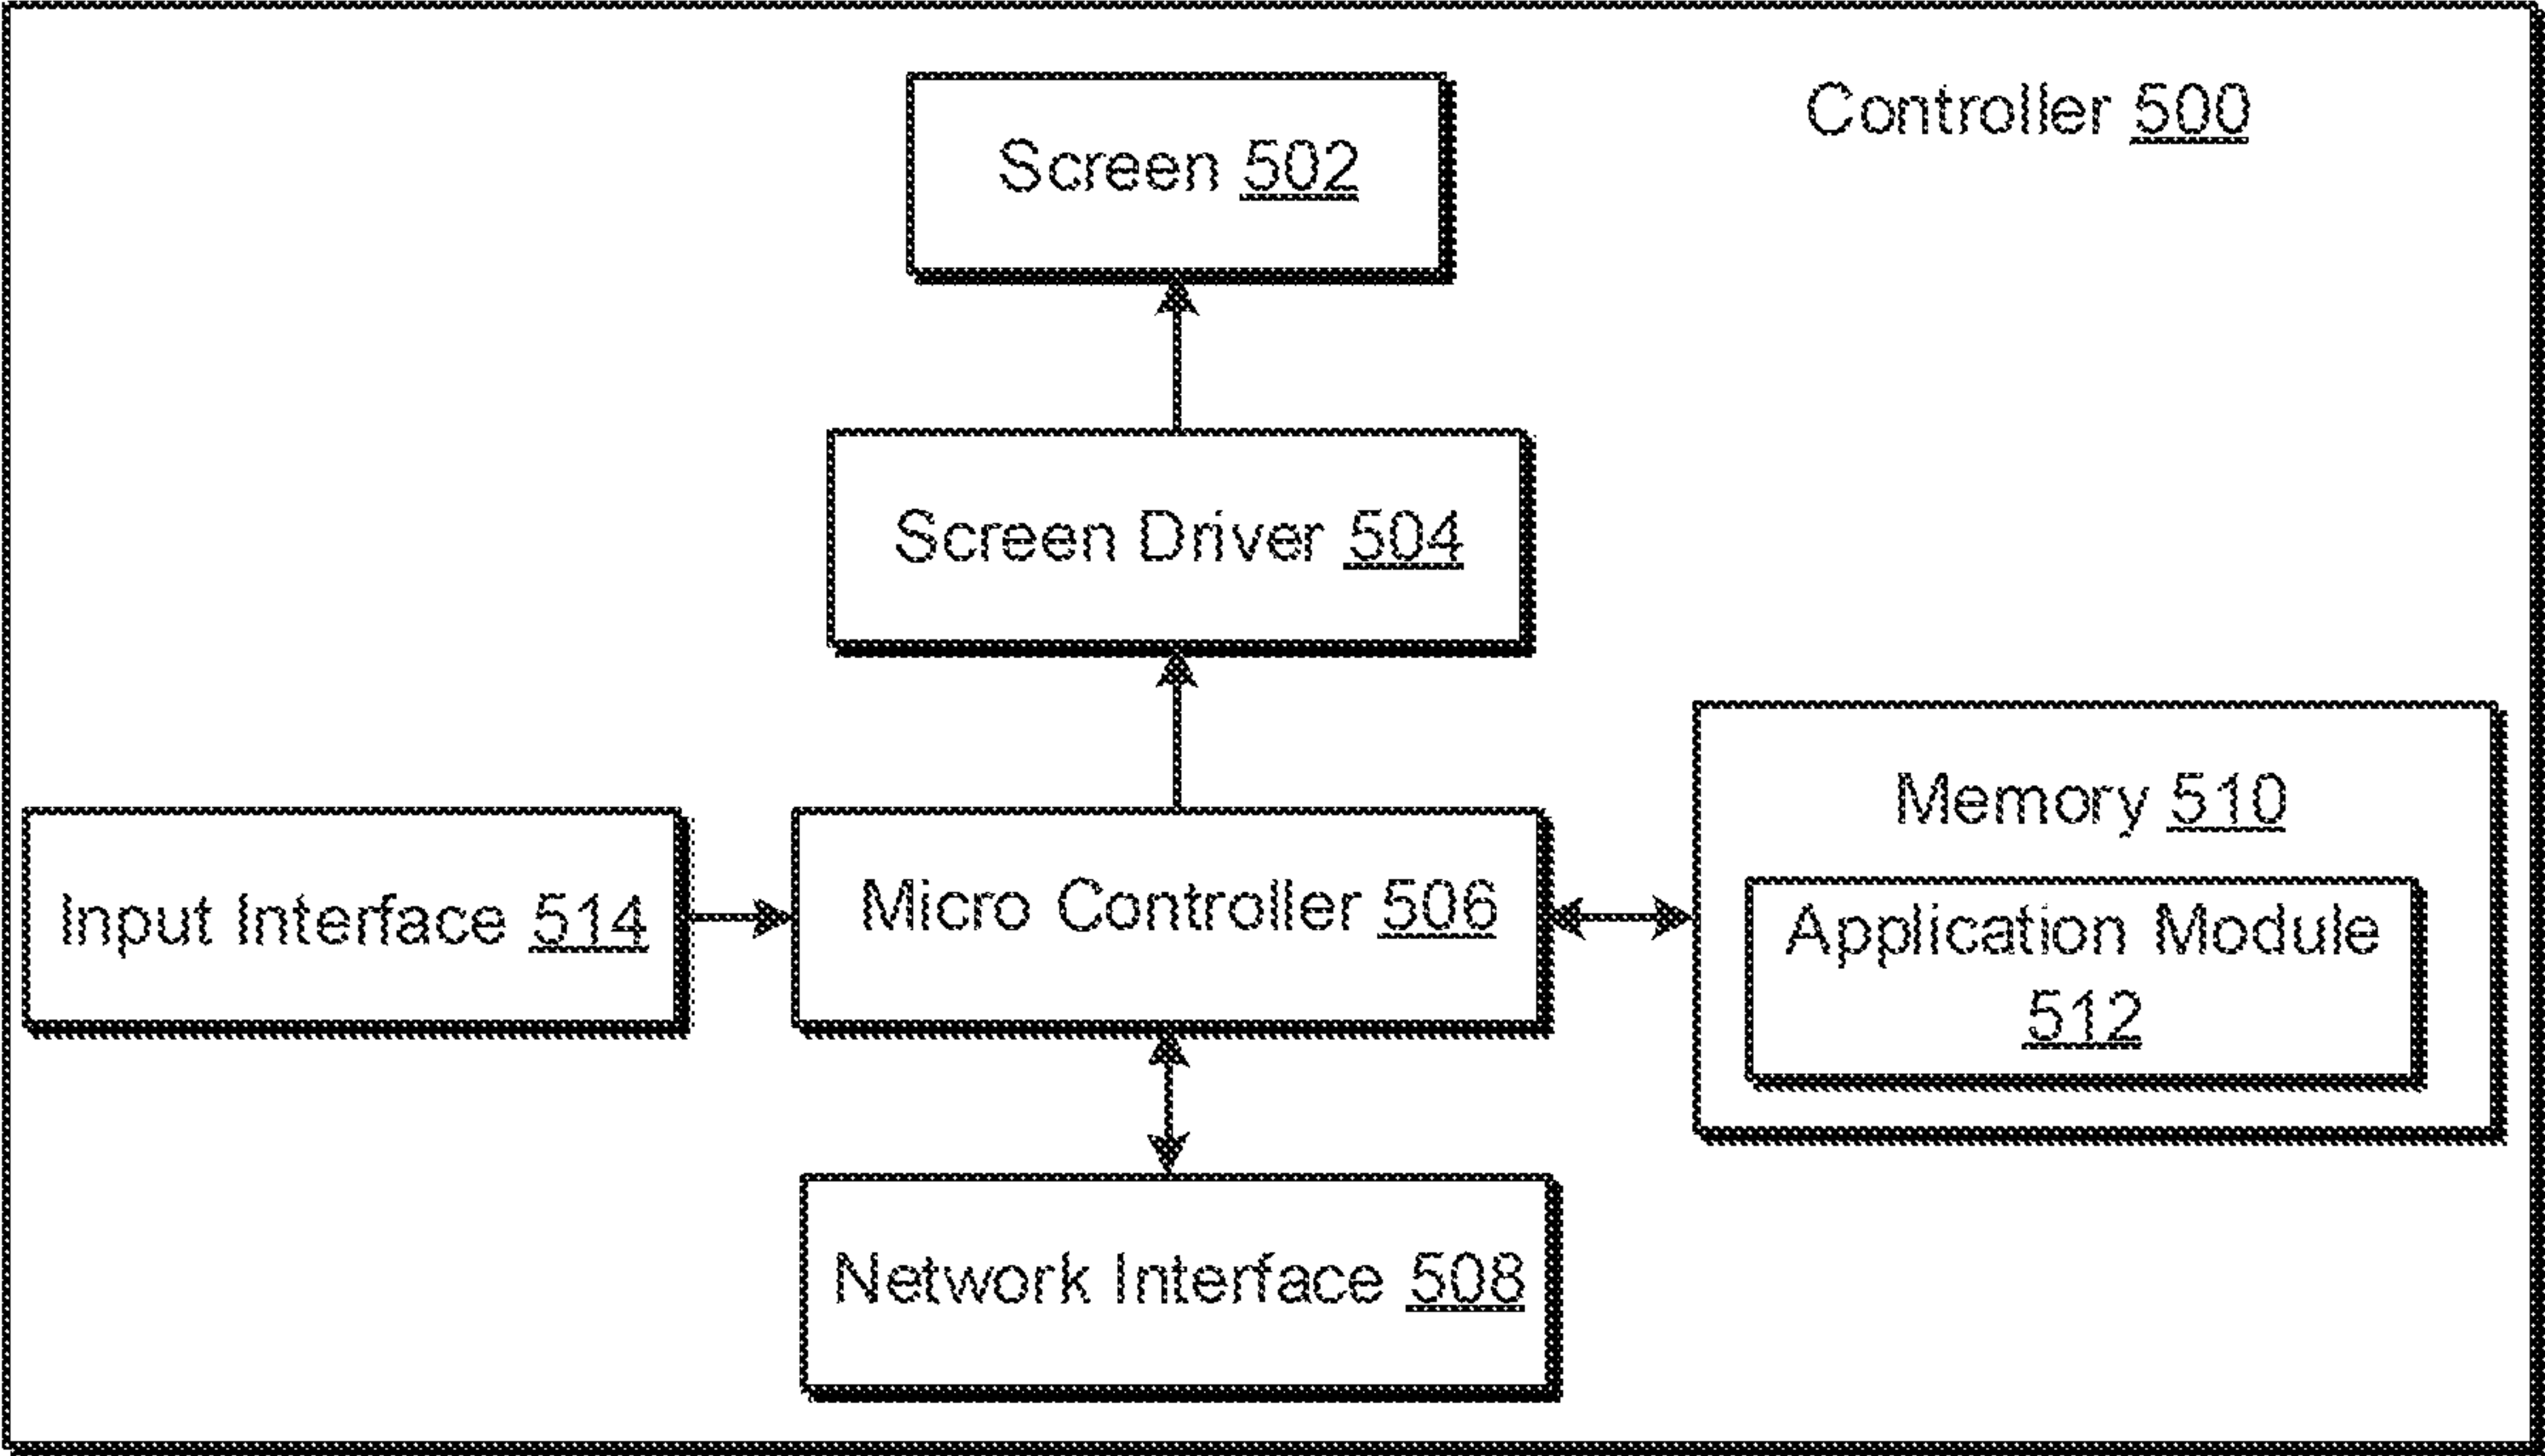 Controller 500
Screen 502
Screen Driver 504
Memory 510
Input Interface 514
Micro Controller 506
Application Module
512
Network Interface 508